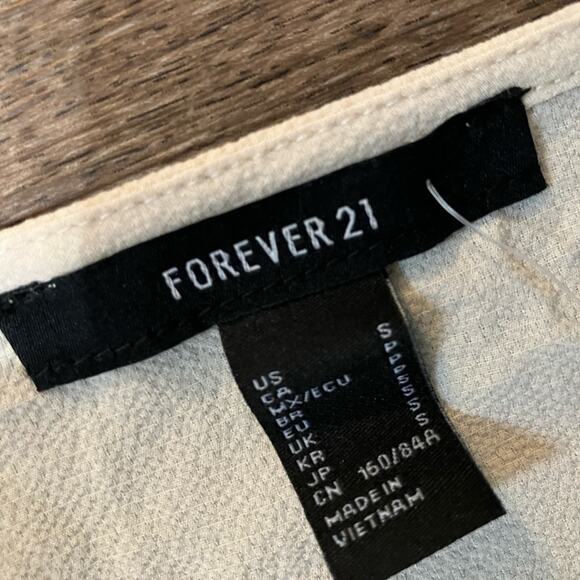 FOREVER 21
US S
CA P
MX/ECU P
BR P
EU S
UK S
KR S
JP S
CN 160/84A
MADE IN
VIETNAM